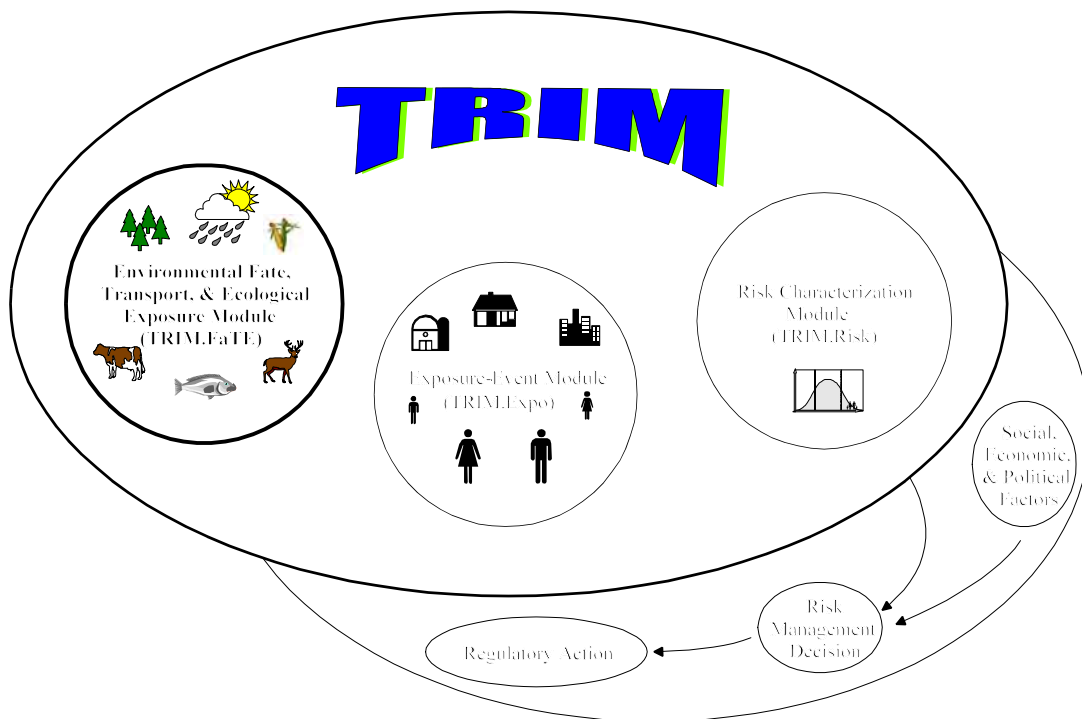 TRIM
Environmental Fate,
Transport, & Ecological
Exposure Module
(TRIM.FaTE)
Exposure-Event Module
(TRIM.Expo)
Risk Characterization
Module
(TRIM.Risk)
Social,
Economic,
& Political
Factors
Risk
Management
Decision
Regulatory Action